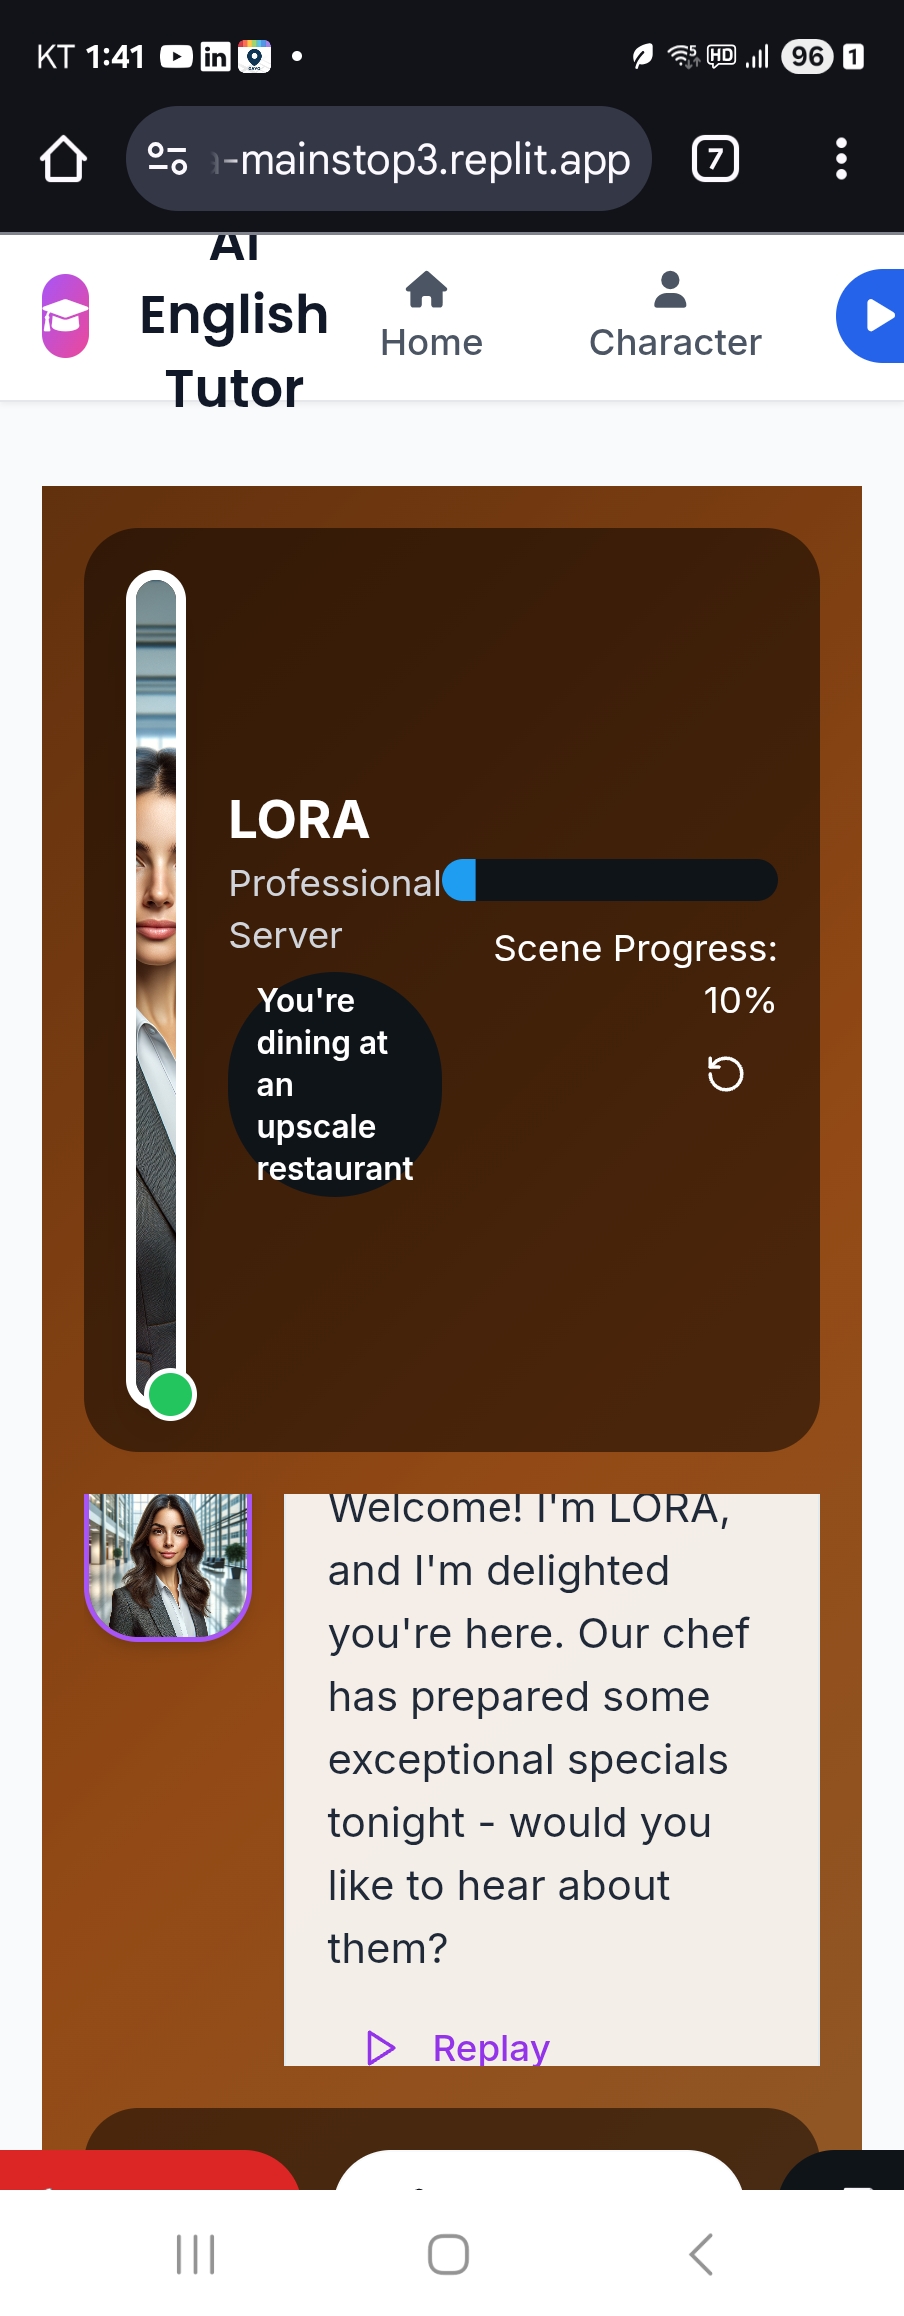 KT 1:41
HD
96
1
-mainstop3.replit.app
7
AI
English
Tutor
Home
Character
LORA
Professional
Server
You're
dining at
an
upscale
restaurant
Scene Progress:
10%
Welcome! I'm LORA,
and I'm delighted
you're here. Our chef
has prepared some
exceptional specials
tonight - would you
like to hear about
them?
Replay